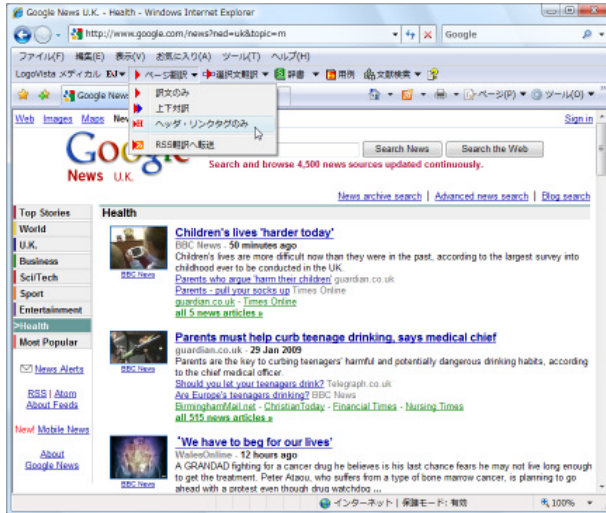 Google News U.K. - Health - Windows Internet Explorer
http://www.google.com/news?ned=uk&topic=m
Google
ファイル(F) 編集(E) 表示(V) お気に入り(A) ツール(T) ヘルプ(H)
LogoVista メディカル EJ ページ翻訳 選択文翻訳 辞書 用例 文献検索
訳文のみ
上下対訳
ヘッダ・リンクタグのみ
RSS翻訳へ転送
Google News
ページ(P) ツール(O)
Web Images Maps News
Sign in
Google
News U.K.
Search News Search the Web
Search and browse 4,500 news sources updated continuously.
News archive search | Advanced news search | Blog search
Top Stories
World
U.K.
Business
Sci/Tech
Sport
Entertainment
>Health
Most Popular
News Alerts
RSS | Atom
About Feeds
New! Mobile News
About
Google News
Health
BBC News
Children's lives 'harder today'
BBC News - 50 minutes ago
Children's lives are more difficult now than they were in the past, according to the largest survey into
childhood ever to be conducted in the UK.
Parents who argue 'harm their children' guardian.co.uk
Parents - pull your socks up Times Online
guardian.co.uk - Times Online
all 5 news articles »
BBC News
Parents must help curb teenage drinking, says medical chief
guardian.co.uk - 29 Jan 2009
Parents are the key to curbing teenagers' harmful and potentially dangerous drinking habits, according
to the chief medical officer.
Should you let your teenagers drink? Telegraph.co.uk
Are Europe's teenagers drinking? BBC News
BirminghamMail.net - ChristianToday - Financial Times - Nursing Times
all 515 news articles »
BBC News
'We have to beg for our lives'
WalesOnline - 12 hours ago
A GRANDAD fighting for a cancer drug he believes is his last chance fears he may not live long enough
to get the treatment. Peter Ataou, who suffers from a type of bone marrow cancer, is planning to go
ahead with a protest even though drug watchdog ...
インターネット | 保護モード: 有効
100%